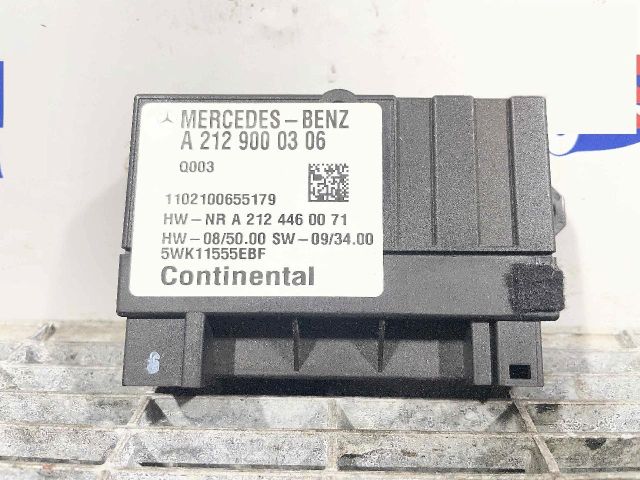 MERCEDES-BENZ
A 212 900 03 06
Q003
1102100655179
HW-NR A 212 446 00 71
HW-08/50.00 SW-09/34.00
5WK11555EBF
Continental